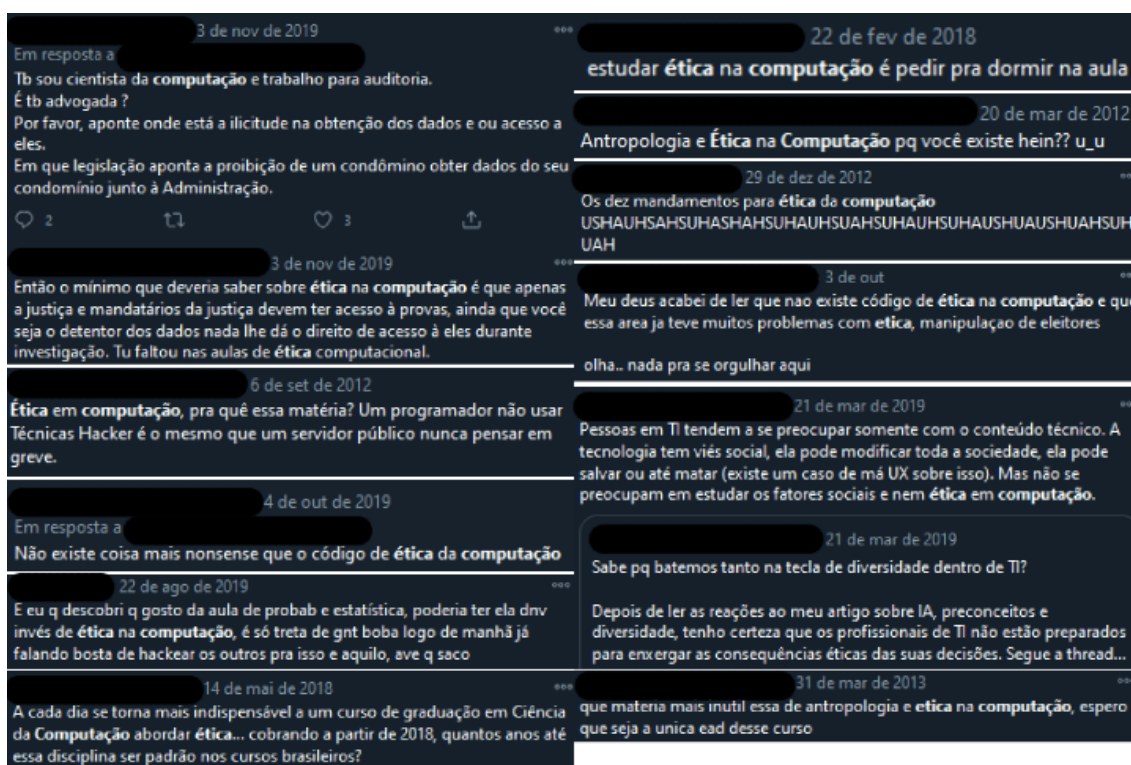 3 de nov de 2019
Em resposta a
Tb sou cientista da computação e trabalho para auditoria.
É tb advogada ?
Por favor, aponte onde está a ilicitude na obtenção dos dados e ou acesso a
eles.
Em que legislação aponta a proibição de um condômino obter dados do seu
condomínio junto à Administração.
2 3
3 de nov de 2019
Então o mínimo que deveria saber sobre ética na computação é que apenas
a justiça e mandatários da justiça devem ter acesso à provas, ainda que você
seja o detentor dos dados nada lhe dá o direito de acesso à eles durante
investigação. Tu faltou nas aulas de ética computacional.
6 de set de 2012
Ética em computação, pra quê essa matéria? Um programador não usar
Técnicas Hacker é o mesmo que um servidor público nunca pensar em
greve.
4 de out de 2019
Em resposta a
Não existe coisa mais nonsense que o código de ética da computação
22 de ago de 2019
E eu q descobri q gosto da aula de probab e estatística, poderia ter ela dnv
invés de ética na computação, é só treta de gnt boba logo de manhã já
falando bosta de hackear os outros pra isso e aquilo, ave q saco
14 de mai de 2018
A cada dia se torna mais indispensável a um curso de graduação em Ciência
da Computação abordar ética... cobrando a partir de 2018, quantos anos até
essa disciplina ser padrão nos cursos brasileiros?
22 de fev de 2018
estudar ética na computação é pedir pra dormir na aula
20 de mar de 2012
Antropologia e Ética na Computação pq você existe hein?? u_u
29 de dez de 2012
Os dez mandamentos para ética da computação
USHAUHSAHSUHASHAHSUHAUHSUAHSUHAUHSUHAUSHUAUSHUAHSUH
UAH
3 de out
Meu deus acabei de ler que nao existe código de ética na computação e que
essa area ja teve muitos problemas com etica, manipulaçao de eleitores
olha.. nada pra se orgulhar aqui
21 de mar de 2019
Pessoas em TI tendem a se preocupar somente com o conteúdo técnico. A
tecnologia tem viés social, ela pode modificar toda a sociedade, ela pode
salvar ou até matar (existe um caso de má UX sobre isso). Mas não se
preocupam em estudar os fatores sociais e nem ética em computação.
21 de mar de 2019
Sabe pq batemos tanto na tecla de diversidade dentro de TI?
Depois de ler as reações ao meu artigo sobre IA, preconceitos e
diversidade, tenho certeza que os profissionais de TI não estão preparados
para enxergar as consequências éticas das suas decisões. Segue a thread...
31 de mar de 2013
que materia mais inutil essa de antropologia e etica na computação, espero
que seja a unica ead desse curso